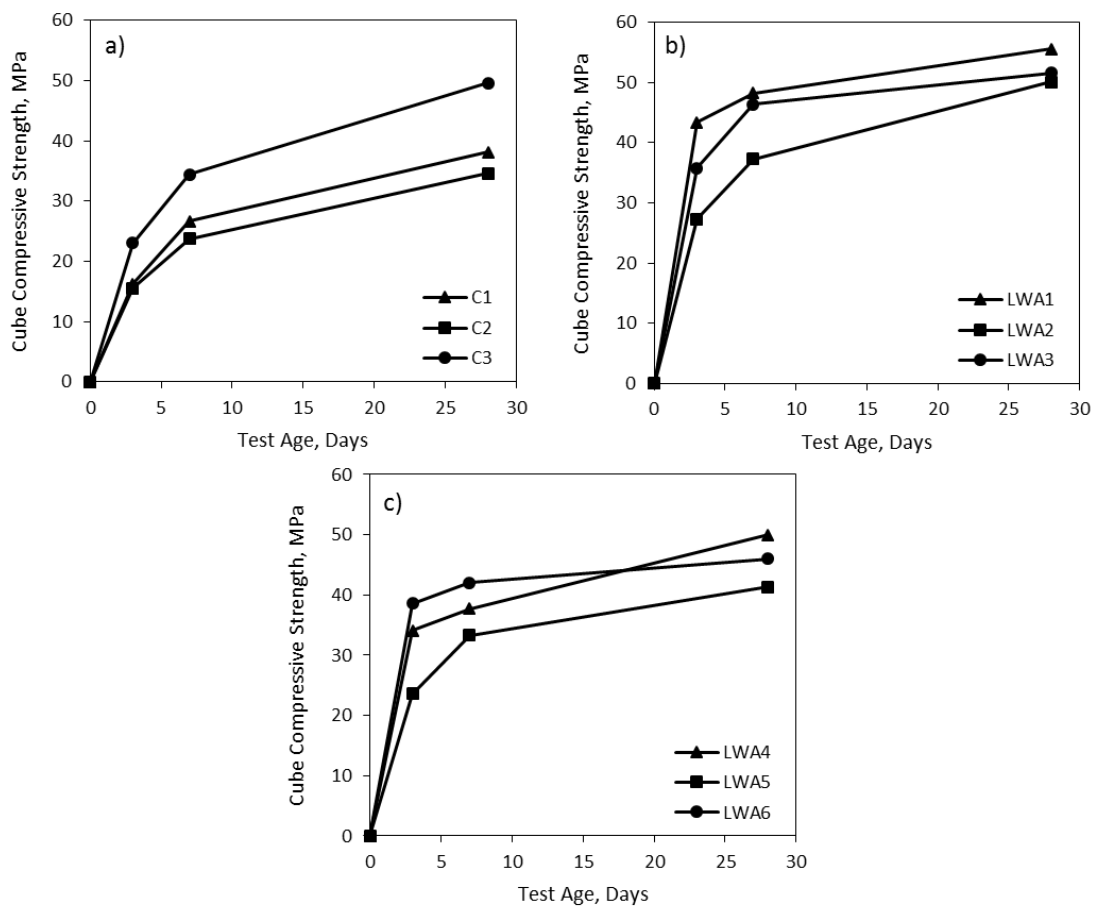 a)
Cube Compressive Strength, MPa
60
50
40
30
20
10
0
0 5 10 15 20 25 30
Test Age, Days
C1
C2
C3
b)
Cube Compressive Strength, MPa
60
50
40
30
20
10
0
0 5 10 15 20 25 30
Test Age, Days
LWA1
LWA2
LWA3
c)
Cube Compressive Strength, MPa
60
50
40
30
20
10
0
0 5 10 15 20 25 30
Test Age, Days
LWA4
LWA5
LWA6